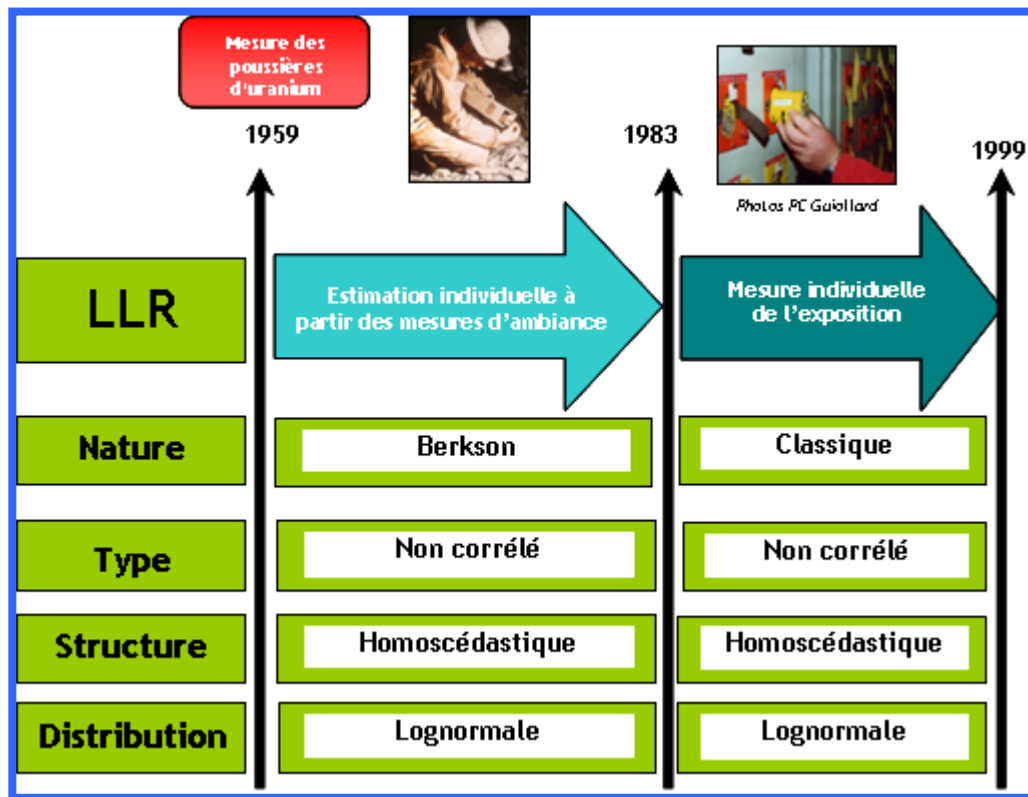 Mesure des
poussières
d'uranium
1959
1983
1999
Photos PC Guiollard
LLR
Estimation individuelle à
partir des mesures d'ambiance
Mesure individuelle
de l'exposition
Nature
Berkson
Classique
Type
Non corrélé
Non corrélé
Structure
Homoscédastique
Homoscédastique
Distribution
Lognormale
Lognormale